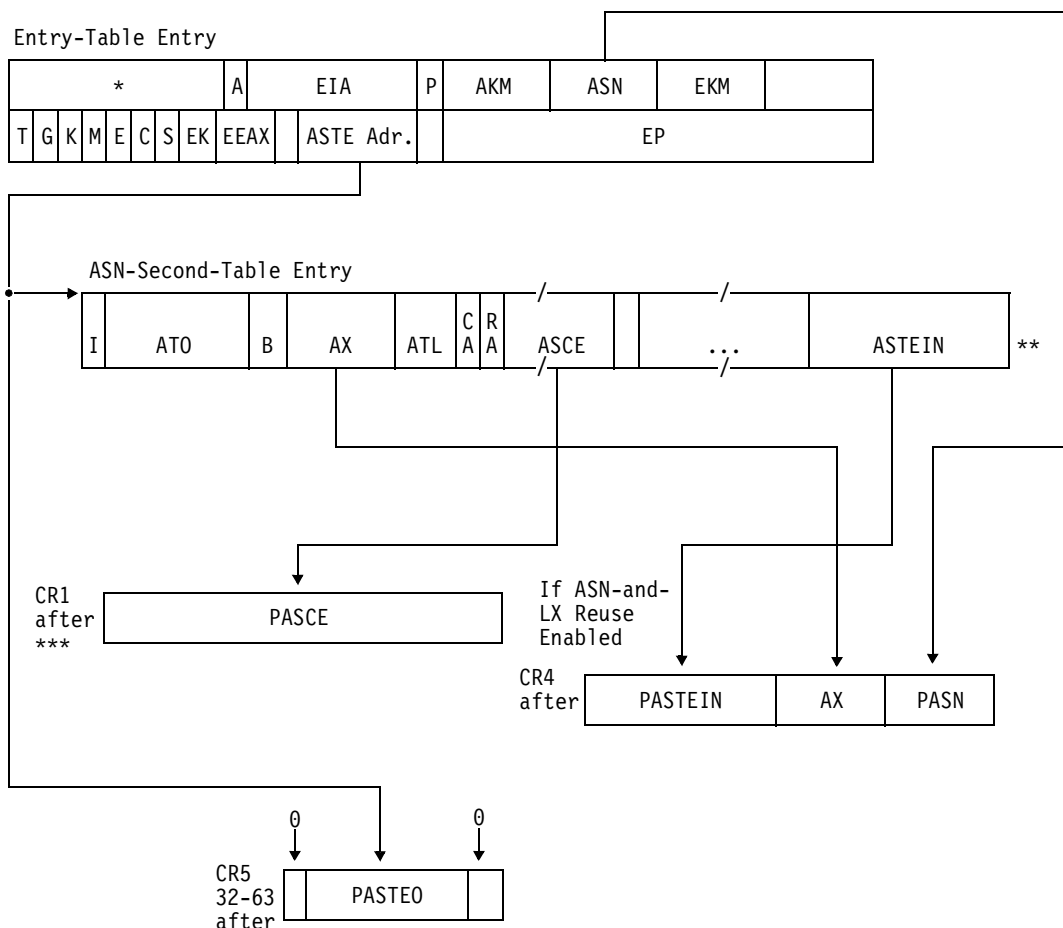 Entry-Table Entry
* A EIA P AKM ASN EKM
T G K M E C S EK EEAX ASTE Adr. EP
ASN-Second-Table Entry
I ATO B AX ATL CA RA ASCE ... ASTEIN **
CR1
after
***
PASCE
If ASN-and-
LX Reuse
Enabled
CR4
after
PASTEIN AX PASN
0 0
CR5
32-63
after
PASTEO